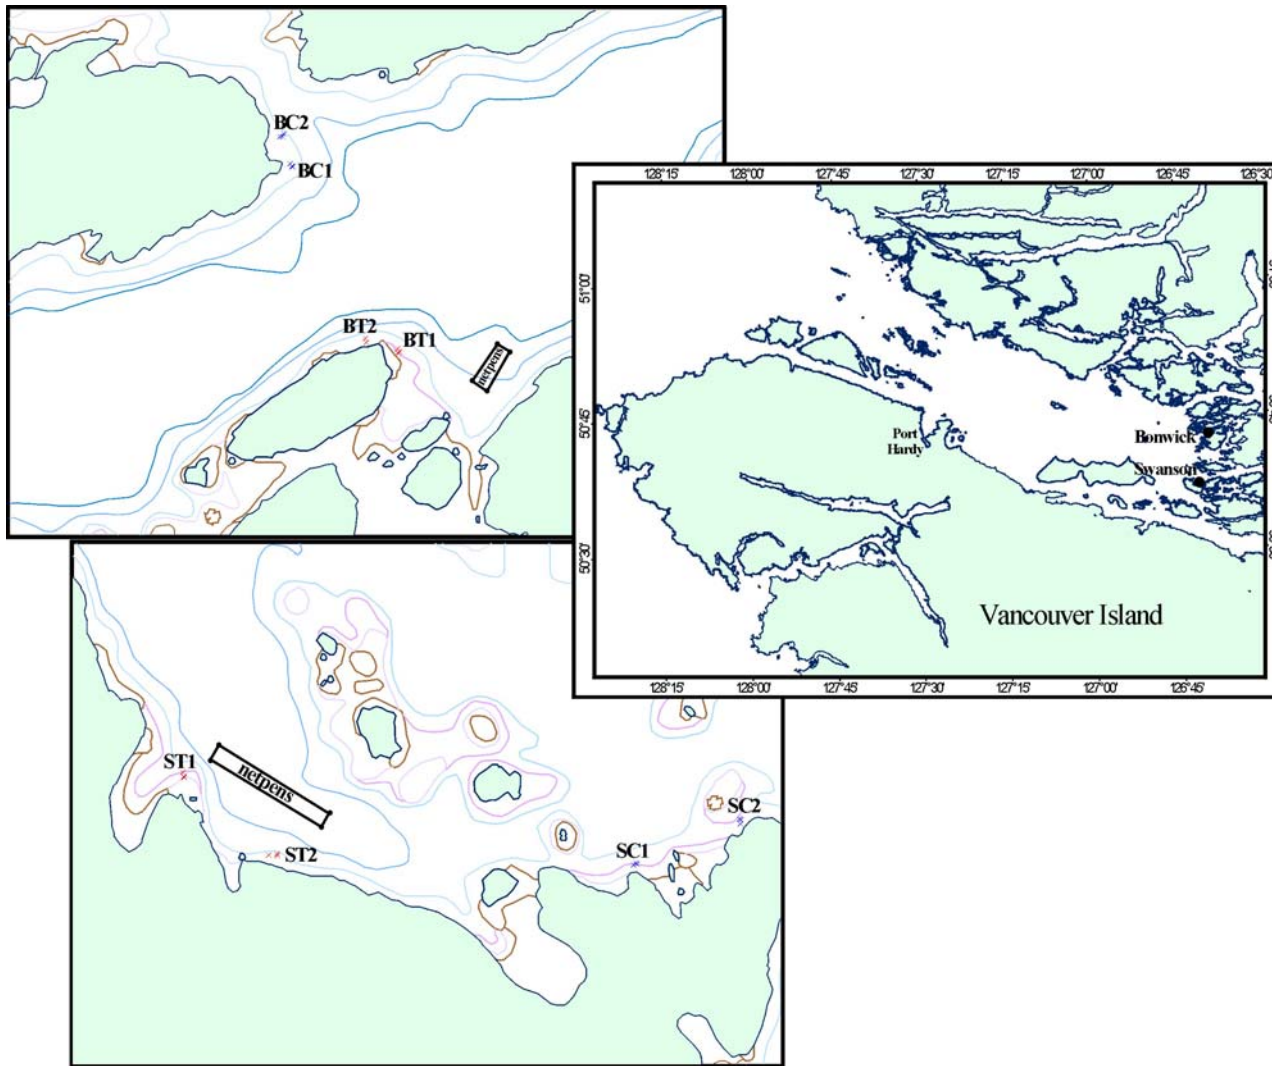 BC2
BC1
BT2
BT1
netpens
128°15'
128°00'
127°45'
127°30'
127°15'
127°00'
126°45'
126°30'
51°00'
50°45'
50°30'
Port
Hardy
Bonwick
Swanson
Vancouver Island
128°15'
128°00'
127°45'
127°30'
127°15'
127°00'
126°45'
ST1
netpens
ST2
SC1
SC2